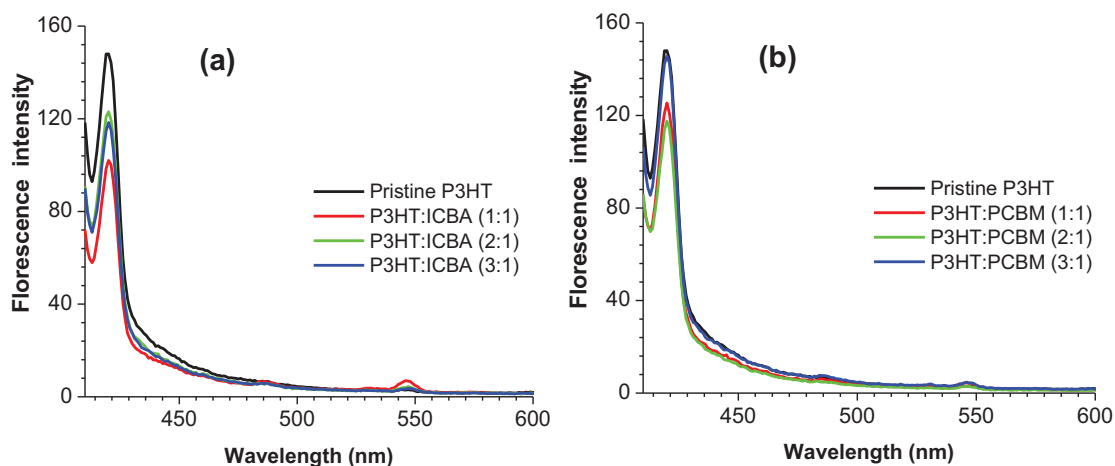 (a)
Florescence intensity
160
120
80
40
0
Pristine P3HT
P3HT:ICBA (1:1)
P3HT:ICBA (2:1)
P3HT:ICBA (3:1)
450 500 550 600
Wavelength (nm)
(b)
Florescence intensity
160
120
80
40
0
Pristine P3HT
P3HT:PCBM (1:1)
P3HT:PCBM (2:1)
P3HT:PCBM (3:1)
450 500 550 600
Wavelength (nm)